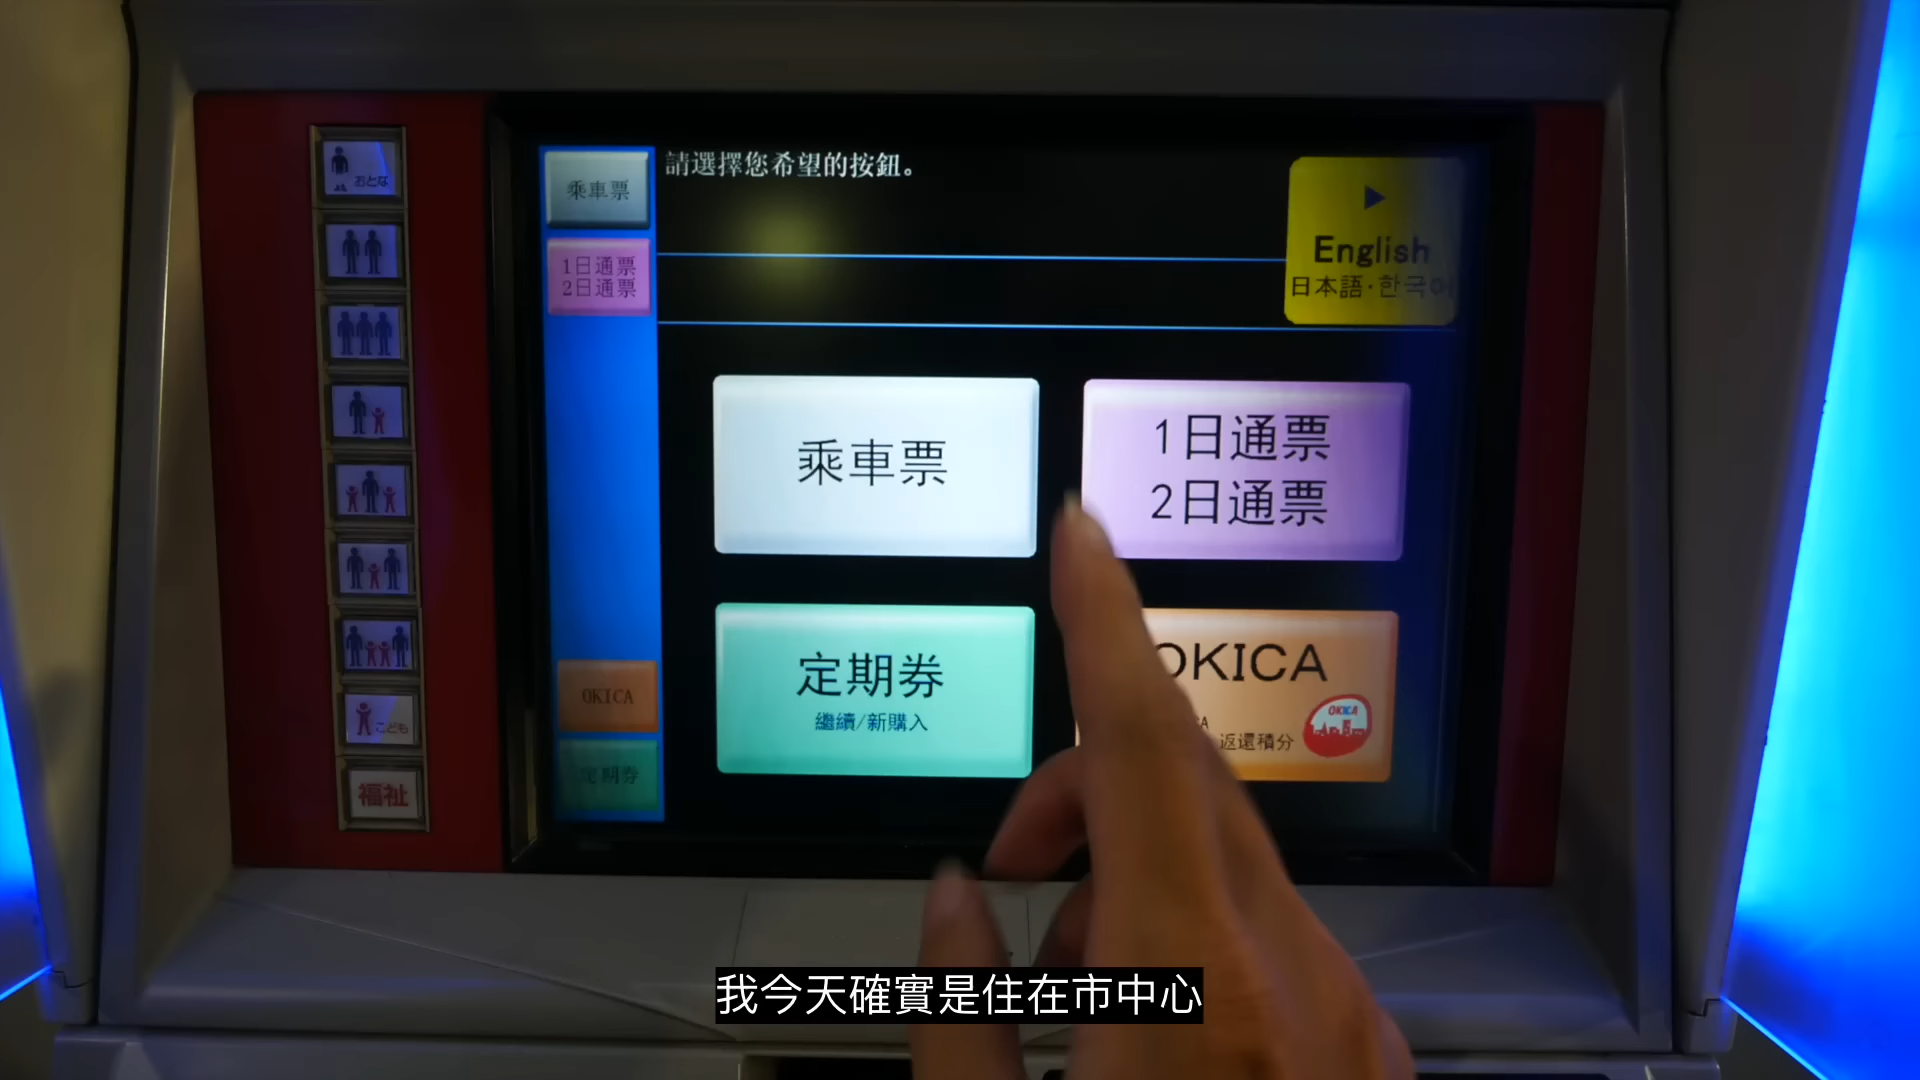 おとな
こども
福祉
乘車票
1日通票
2日通票
OKICA
定期券
請選擇您希望的按鈕。
English
日本語·한국어
乘車票
1日通票
2日通票
定期券
繼續/新購入
OKICA
返還積分
OKICA
我今天確實是住在市中心